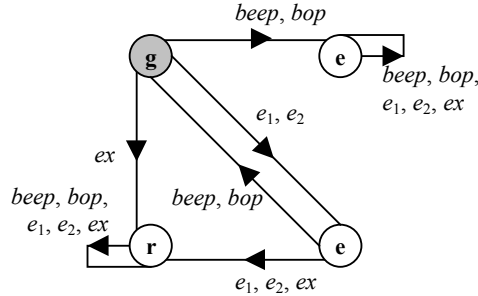 beep, bop
g
e
beep, bop,
e₁, e₂, ex
e₁, e₂
ex
beep, bop
beep, bop,
e₁, e₂, ex
r
e
e₁, e₂, ex